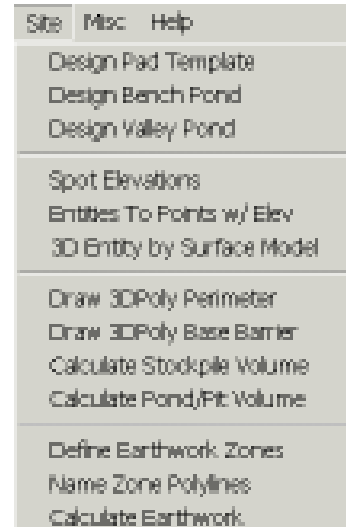 Site Misc Help
Design Pad Template
Design Bench Pond
Design Valley Pond
Spot Elevations
Entities To Points w/ Elev
3D Entity by Surface Model
Draw 3DPoly Perimeter
Draw 3DPoly Base Barrier
Calculate Stockpile Volume
Calculate Pond/Pit Volume
Define Earthwork Zones
Name Zone Polylines
Calculate Earthwork